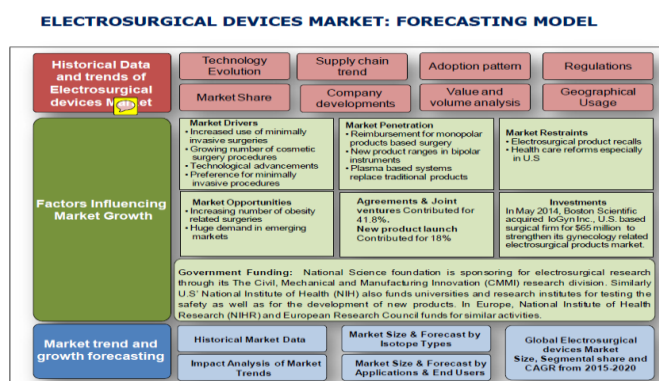 ELECTROSURGICAL DEVICES MARKET: FORECASTING MODEL
Historical Data
and trends of
Electrosurgical
devices M et
Technology
Evolution
Supply chain
trend
Adoption pattern
Regulations
Market Share
Company
developments
Value and
volume analysis
Geographical
Usage
Factors Influencing
Market Growth
Market Drivers
• Increased use of minimally
invasive surgeries
• Growing number of cosmetic
surgery procedures
• Technological advancements
• Preference for minimally
invasive procedures
Market Penetration
• Reimbursement for monopolar
products based surgery
• New product ranges in bipolar
instruments
• Plasma based systems
replace traditional products
Market Restraints
• Electrosurgical product recalls
• Health care reforms especially
in U.S
Market Opportunities
• Increasing number of obesity
related surgeries
• Huge demand in emerging
markets
Agreements & Joint
ventures Contributed for
41.8%.
New product launch
Contributed for 18%
Investments
In May 2014, Boston Scientific
acquired IoGyn Inc., U.S. based
surgical firm for $65 million to
strengthen its gynecology related
electrosurgical products market.
Government Funding: National Science foundation is sponsoring for electrosurgical research
through its The Civil, Mechanical and Manufacturing Innovation (CMMI) research division. Similarly
U.S' National Institute of Health (NIH) also funds universities and research institutes for testing the
safety as well as for the development of new products. In Europe, National Institute of Health
Research (NIHR) and European Research Council funds for similar activities.
Market trend and
growth forecasting
Historical Market Data
Market Size & Forecast by
Isotope Types
Global Electrosurgical
devices Market
Size, Segmental share and
CAGR from 2015-2020
Impact Analysis of Market
Trends
Market Size & Forecast by
Applications & End Users